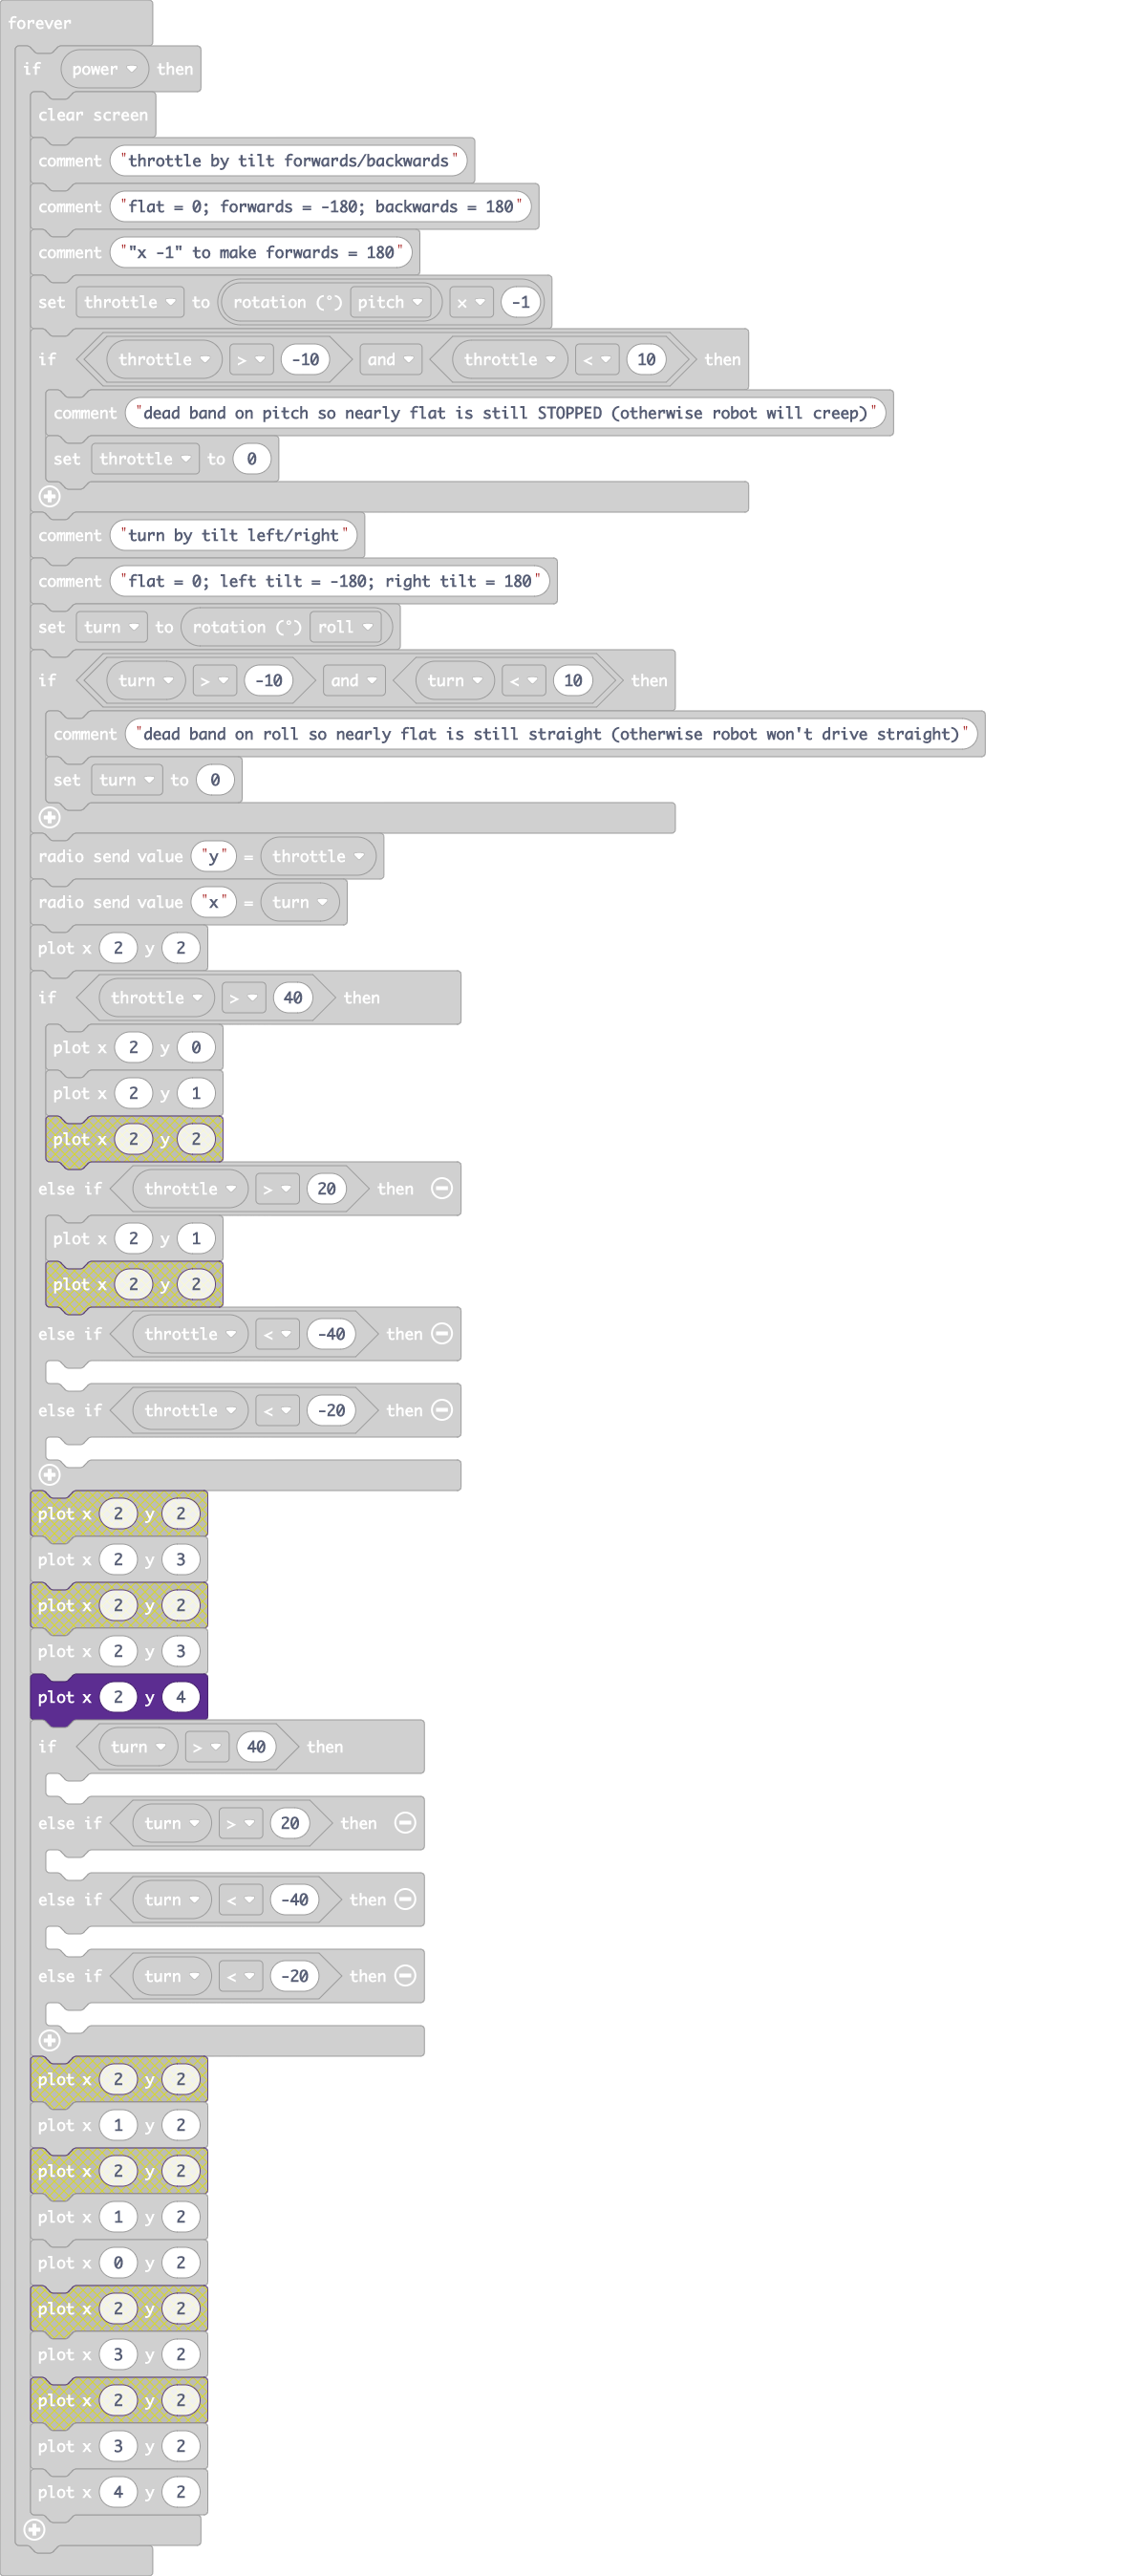 forever
if power then
clear screen
comment "throttle by tilt forwards/backwards"
comment "flat = 0; forwards = -180; backwards = 180"
comment ""x -1" to make forwards = 180"
set throttle to rotation (°) pitch x -1
if throttle > -10 and throttle < 10 then
comment "dead band on pitch so nearly flat is still STOPPED (otherwise robot will creep)"
set throttle to 0
comment "turn by tilt left/right"
comment "flat = 0; left tilt = -180; right tilt = 180"
set turn to rotation (°) roll
if turn > -10 and turn < 10 then
comment "dead band on roll so nearly flat is still straight (otherwise robot won't drive straight)"
set turn to 0
radio send value "y" = throttle
radio send value "x" = turn
plot x 2 y 2
if throttle > 40 then
plot x 2 y 0
plot x 2 y 1
plot x 2 y 2
else if throttle > 20 then
plot x 2 y 1
plot x 2 y 2
else if throttle < -40 then
else if throttle < -20 then
plot x 2 y 2
plot x 2 y 3
plot x 2 y 2
plot x 2 y 3
plot x 2 y 4
if turn > 40 then
else if turn > 20 then
else if turn < -40 then
else if turn < -20 then
plot x 2 y 2
plot x 1 y 2
plot x 2 y 2
plot x 1 y 2
plot x 0 y 2
plot x 2 y 2
plot x 3 y 2
plot x 2 y 2
plot x 3 y 2
plot x 4 y 2